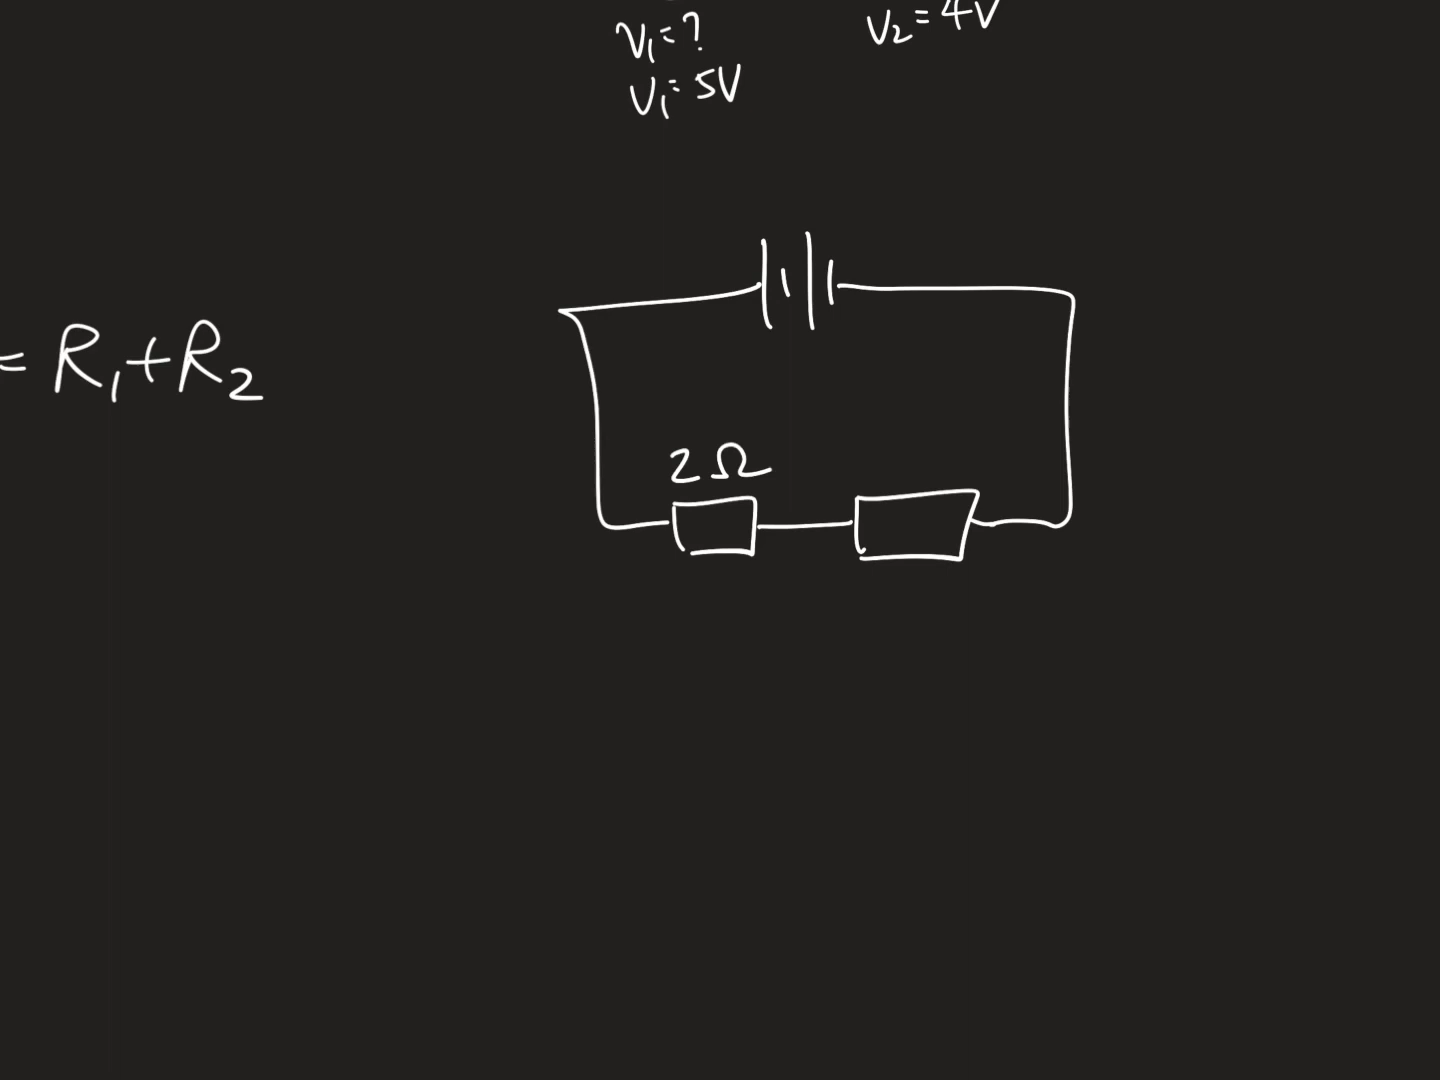 V₁=?
V₂=4V
V₁=5V
= R₁+R₂
2Ω